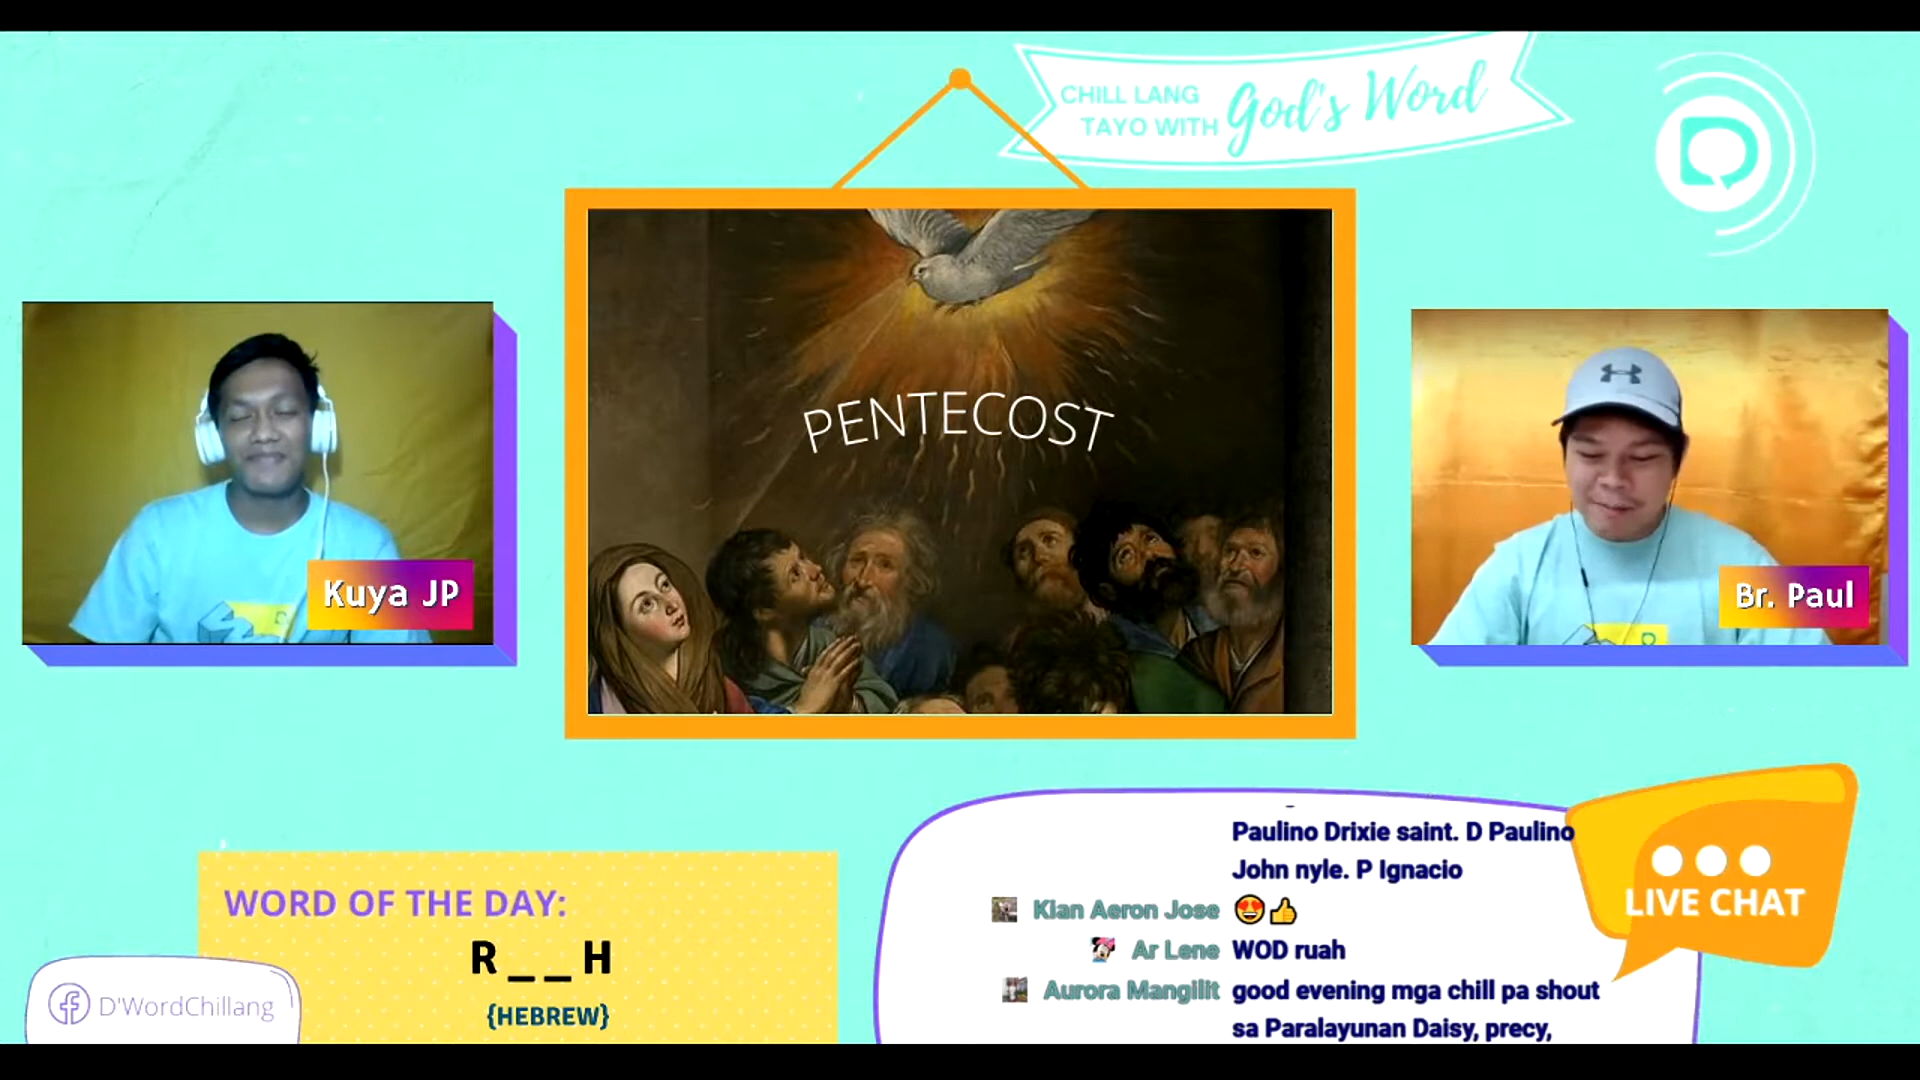 CHILL LANG
TAYO WITH God's Word
PENTECOST
Kuya JP
Br. Paul
WORD OF THE DAY:
R _ _ H
{HEBREW}
D'WordChillang
Paulino Drixie saint. D Paulino
John nyle. P Ignacio
Kian Aeron Jose 😍👍
Ar Lene WOD ruah
Aurora Mangilit good evening mga chill pa shout
sa Paralayunan Daisy, precy,
LIVE CHAT